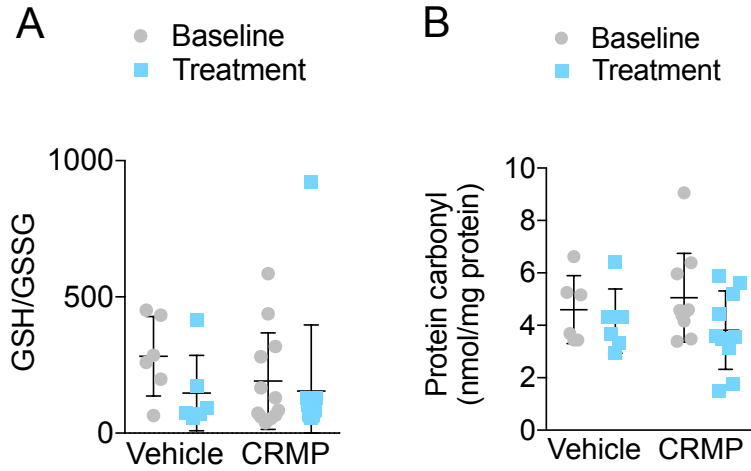 A
Baseline
Treatment
GSH/GSSG
1000
500
0
Vehicle
CRMP
B
Baseline
Treatment
Protein carbonyl
(nmol/mg protein)
10
8
6
4
2
0
Vehicle
CRMP